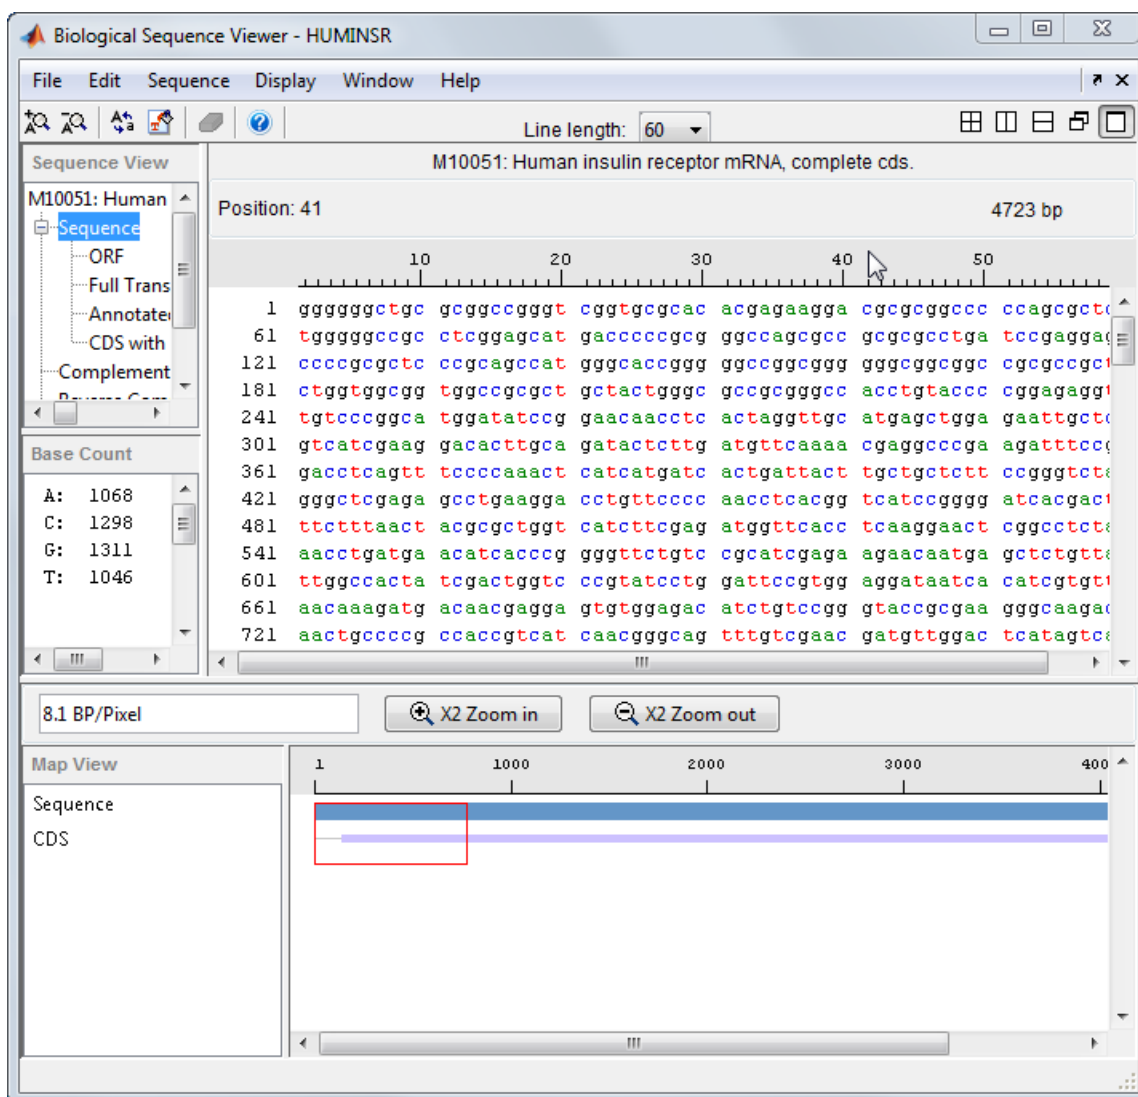 Biological Sequence Viewer - HUMINSR
File Edit Sequence Display Window Help
Line length: 60
Sequence View
M10051: Human insulin receptor mRNA, complete cds.
M10051: Human
Sequence
ORF
Full Trans
Annotate
CDS with
Complement
Position: 41 4723 bp
10 20 30 40 50
1 ggggggctgc gcggccgggt cggtgcgcac acgagaagga cgcgcggccc ccagcgct
61 tgggggccgc ctcggagcat gacccccgcg ggccagcgcc gcgcgcctga tccgagga
121 ccccgcgctc ccgcagccat gggcaccggg ggccggcggg gggcggcggc cgcgccgc
181 ctggtggcgg tggccgcgct gctactgggc gccgcgggcc acctgtaccc cggagagg
241 tgtcccggca tggatatccg gaacaacctc actaggttgc atgagctgga gaattgct
301 gtcatcgaag gacacttgca gatactcttg atgttcaaaa cgaggcccga agatttcc
361 gacctcagtt tccccaaact catcatgatc actgattact tgctgctctt ccgggtct
421 gggctcgaga gcctgaagga cctgttcccc aacctcacgg tcatccgggg atcacgac
481 ttctttaact acgcgctggt catcttcgag atggttcacc tcaaggaact cggcctct
541 aacctgatga acatcacccg gggttctgtc cgcatcgaga agaacaatga gctctgtt
601 ttggccacta tcgactggtc ccgtatcctg gattccgtgg aggataatca catcgtgt
661 aacaaagatg acaacgagga gtgtggagac atctgtccgg gtaccgcgaa gggcaaga
721 aactgccccg ccaccgtcat caacgggcag tttgtcgaac gatgttggac tcatagtc
Base Count
A: 1068
C: 1298
G: 1311
T: 1046
8.1 BP/Pixel X2 Zoom in X2 Zoom out
Map View
1 1000 2000 3000 400
Sequence
CDS